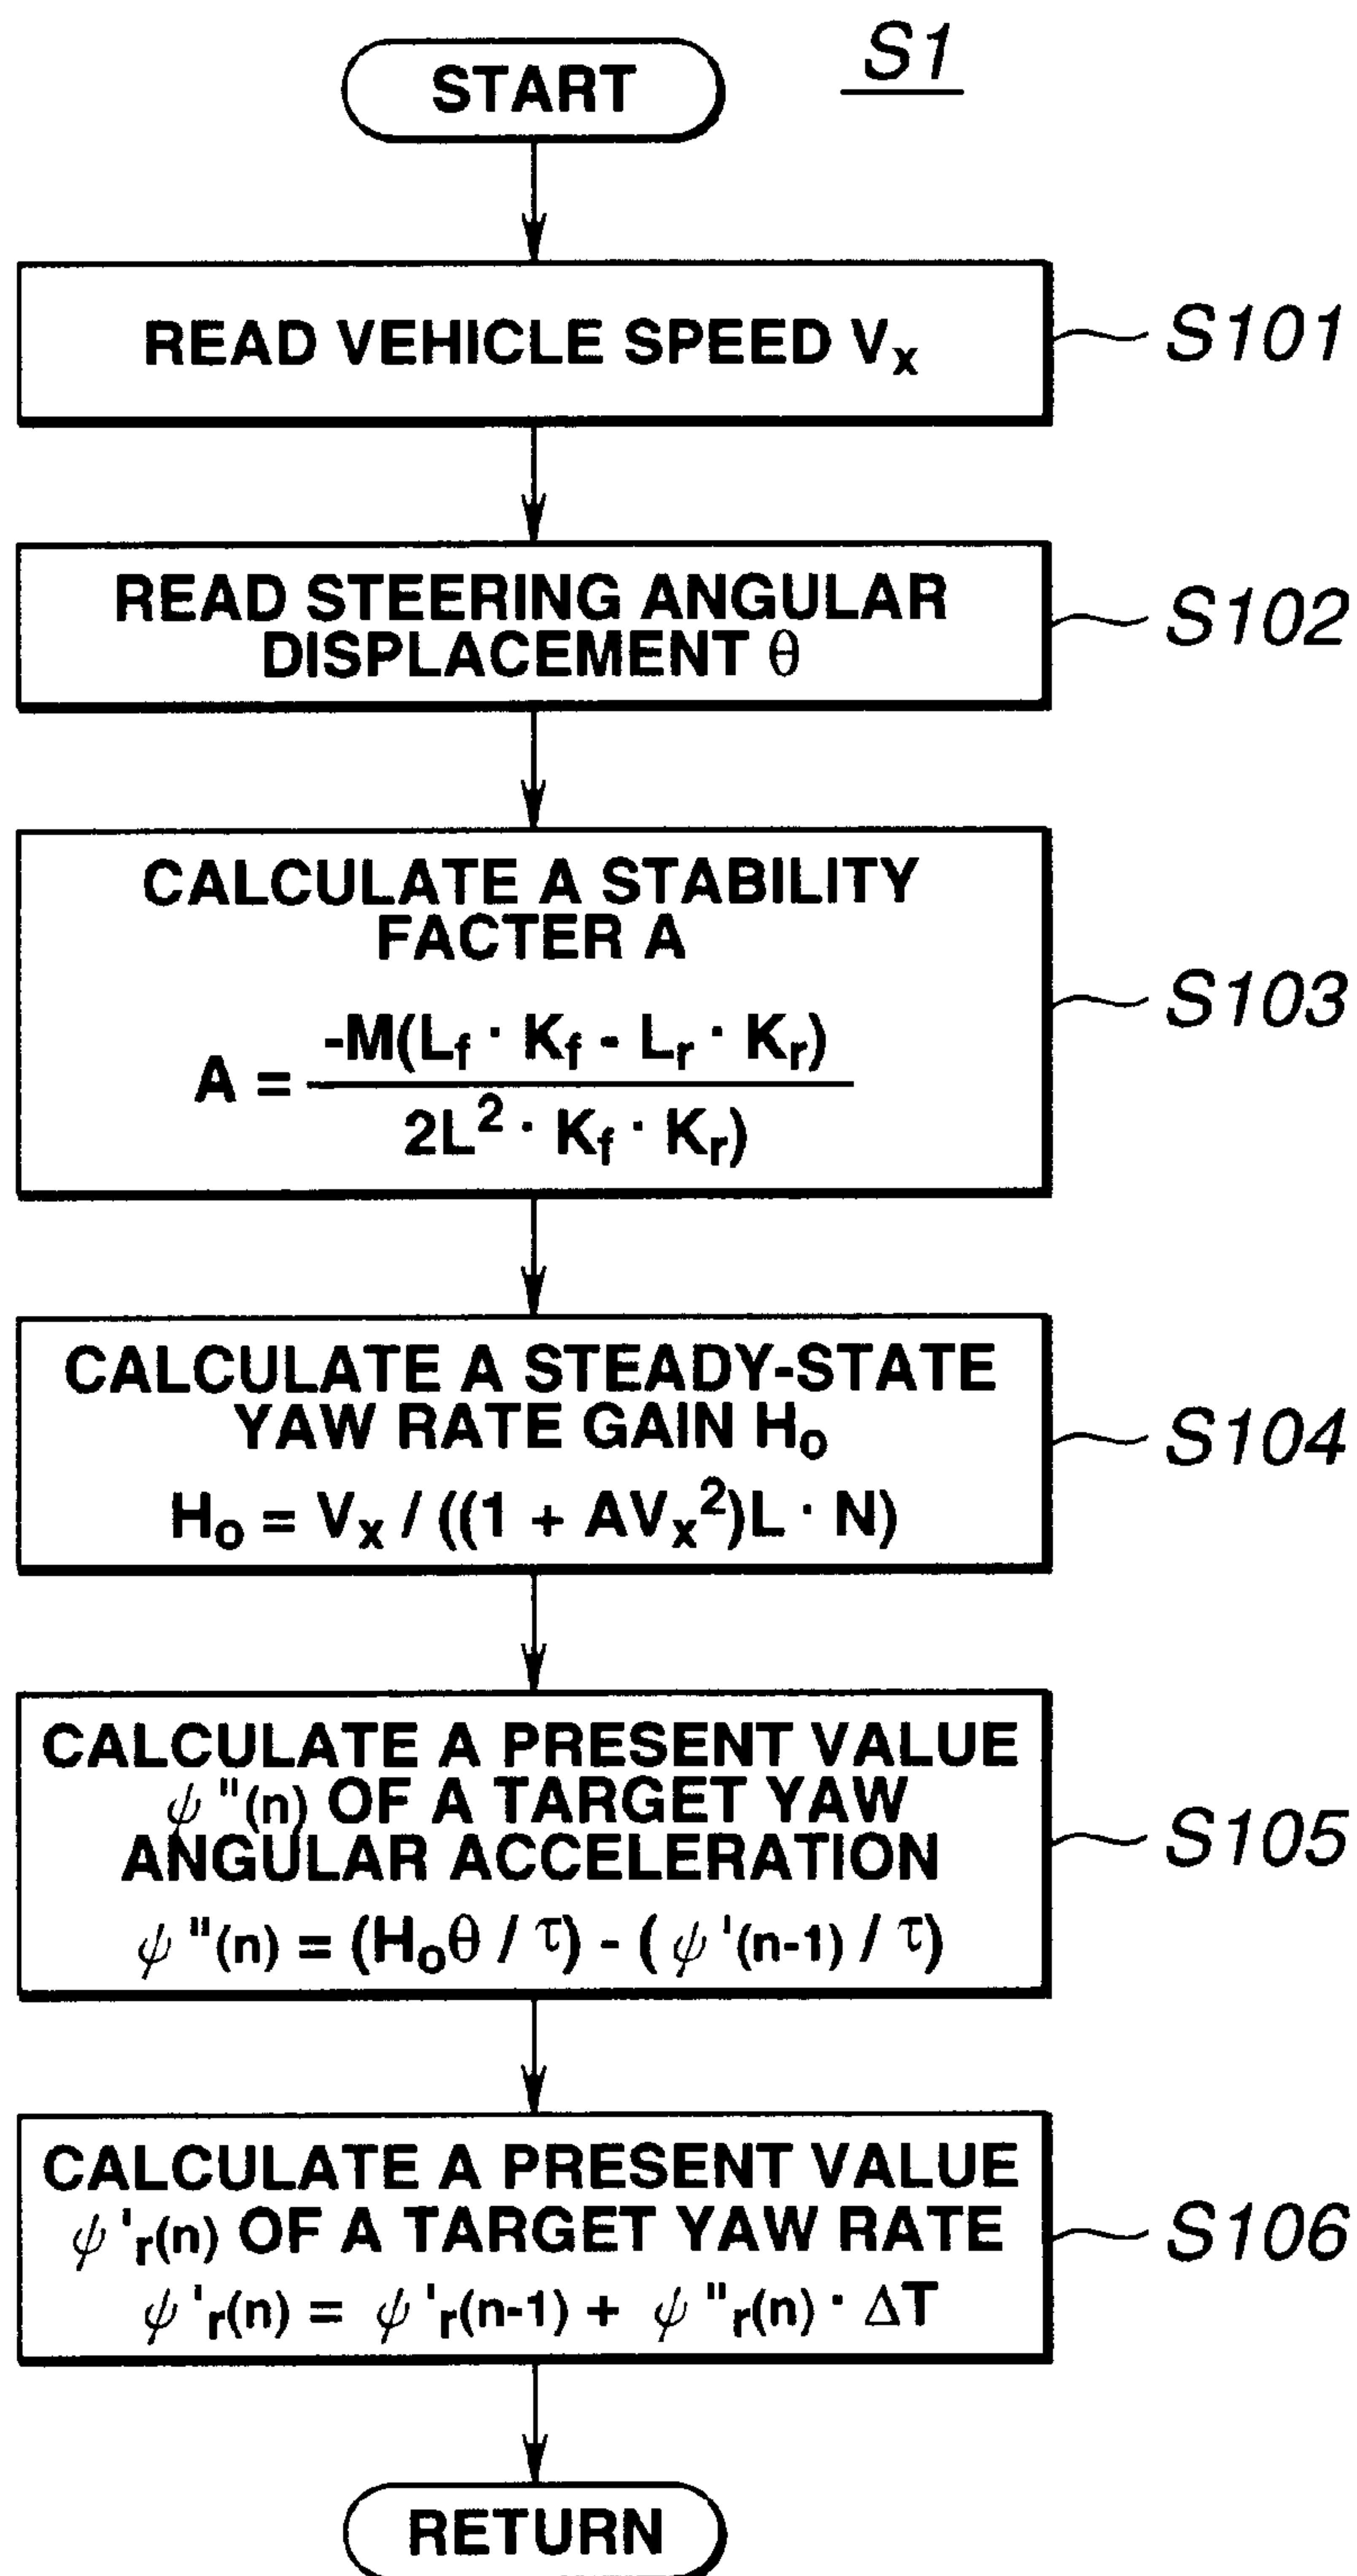 S1
START
READ VEHICLE SPEED Vx
S101
READ STEERING ANGULAR
DISPLACEMENT θ
S102
CALCULATE A STABILITY
FACTER A
A = -M(Lf · Kf - Lr · Kr) / 2L² · Kf · Kr)
S103
CALCULATE A STEADY-STATE
YAW RATE GAIN Ho
Ho = Vx / ((1 + AVx²)L · N)
S104
CALCULATE A PRESENT VALUE
ψ"(n) OF A TARGET YAW
ANGULAR ACCELERATION
ψ"(n) = (Hoθ / τ) - (ψ'(n-1) / τ)
S105
CALCULATE A PRESENT VALUE
ψ'r(n) OF A TARGET YAW RATE
ψ'r(n) = ψ'r(n-1) + ψ"r(n) · ΔT
S106
RETURN